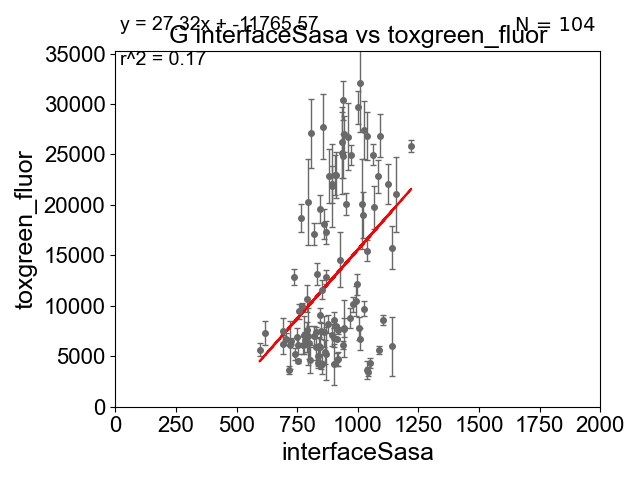 y = 27.32x + -11765.57
N = 104
G interfaceSasa vs toxgreen_fluor
r^2 = 0.17
35000
30000
25000
20000
15000
10000
5000
0
toxgreen_fluor
0 250 500 750 1000 1250 1500 1750 2000
interfaceSasa